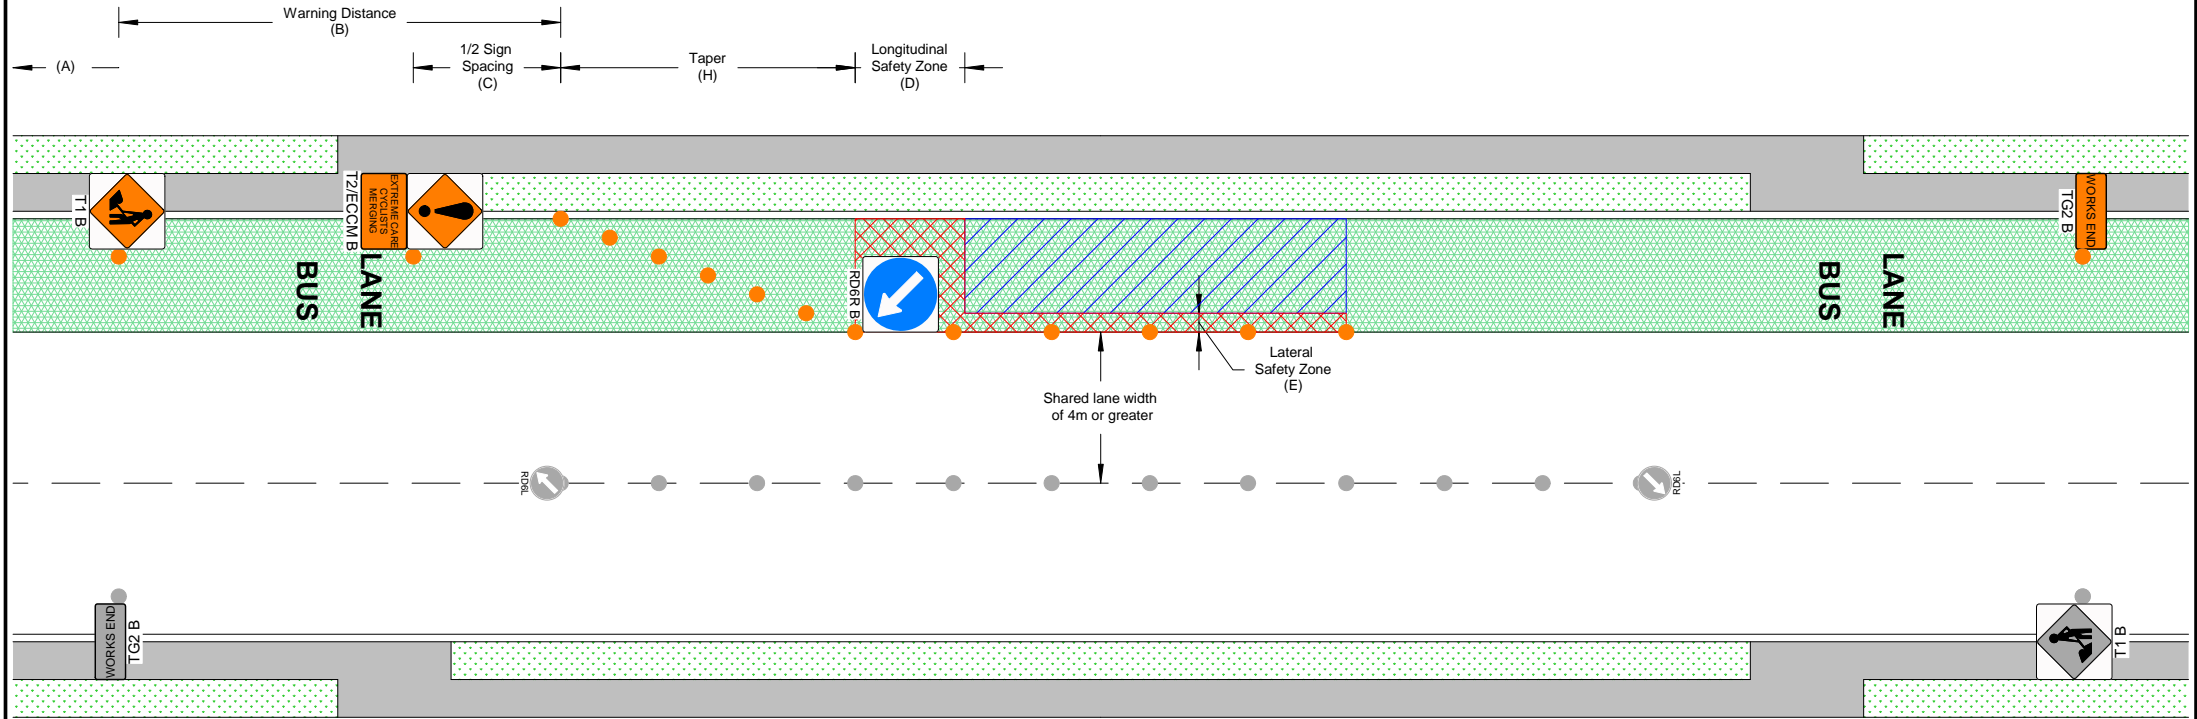 Warning Distance
(B)
(A)
1/2 Sign
Spacing
(C)
Taper
(H)
Longitudinal
Safety Zone
(D)
T1 B
T2/ECCM B
EXTREME CARE
CYCLISTS
MERGING
WORKS END
TG2 B
BUS
LANE
RD6R B
BUS
LANE
Lateral
Safety Zone
(E)
Shared lane width
of 4m or greater
RD6L
RD6L
WORKS END
TG2 B
T1 B